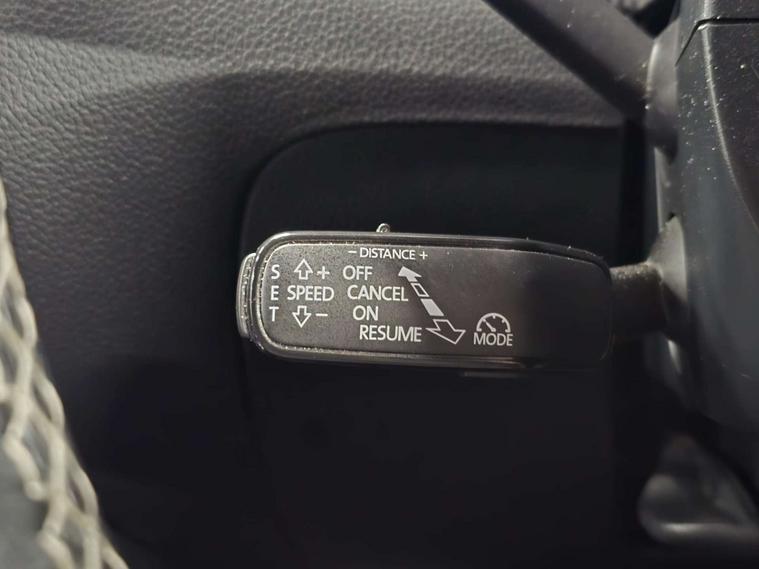 − DISTANCE +
S + OFF
E SPEED CANCEL
T − ON
RESUME
MODE